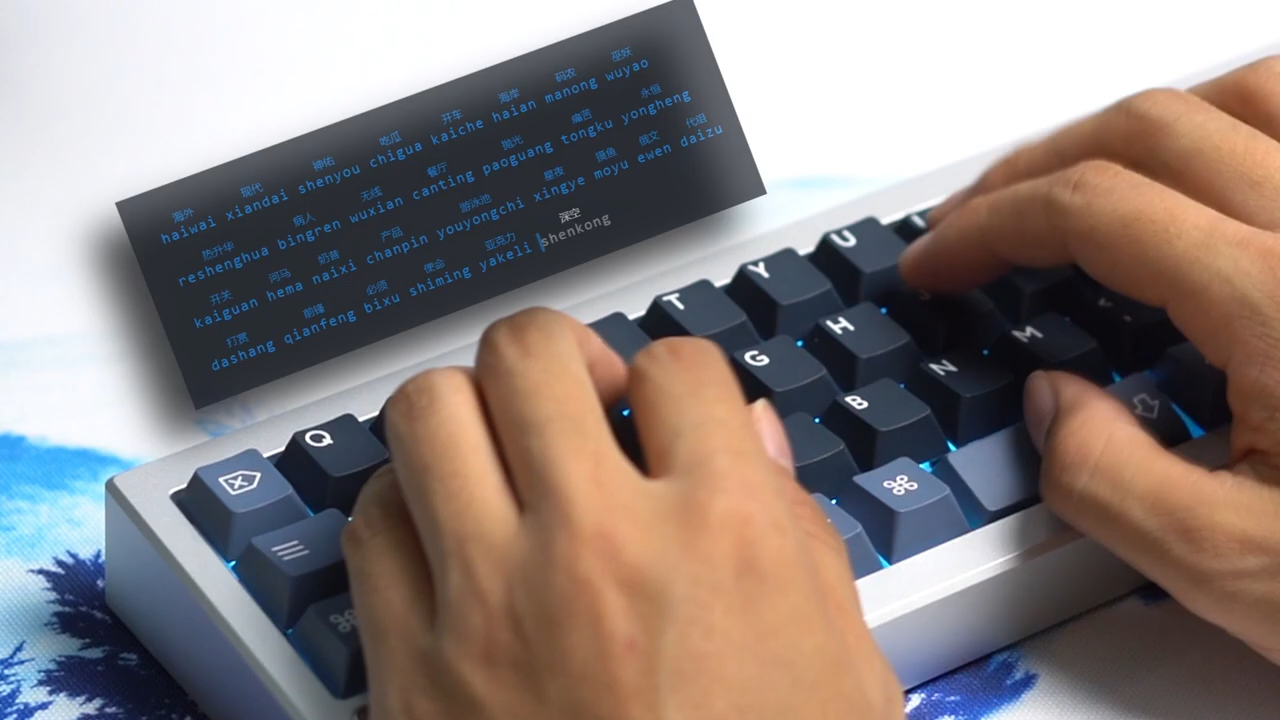 海外 现代 神佑 吃瓜 开车 海岸 码农 巫妖
haiwai xiandai shenyou chigua kaiche haian manong wuyao
热升华 病人 无线 餐厅 抛光 痛苦 永恒
reshenghua bingren wuxian canting paoguang tongku yongheng
开关 河马 奶昔 产品 游泳池 星夜 摸鱼 俄文 代组
kaiguan hema naixi chanpin youyongchi xingye moyu ewen daizu
打赏 前锋 必须 使命 亚克力 深空
dashang qianfeng bixu shiming yakeli shenkong
Q T Y U
G H
B N M